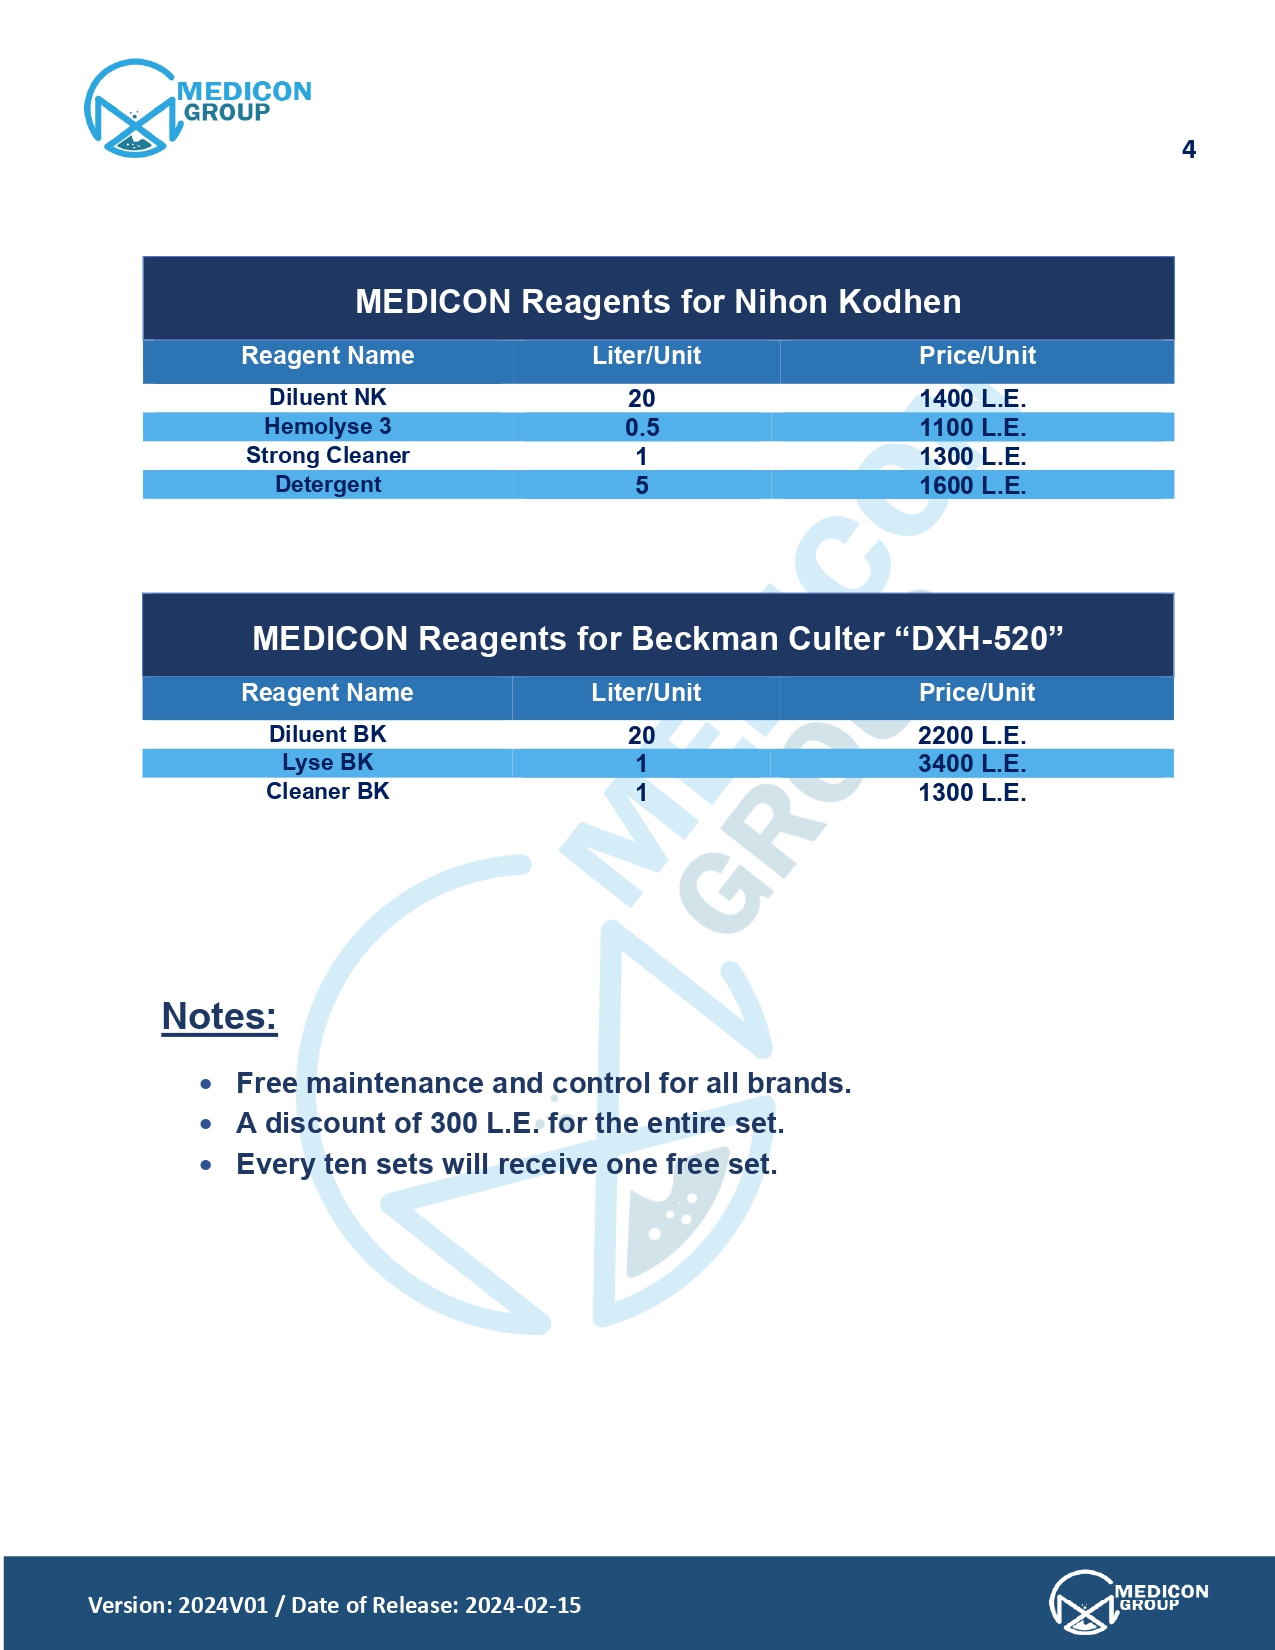 MEDICON
GROUP
4
MEDICON Reagents for Nihon Kodhen
Reagent Name Liter/Unit Price/Unit
Diluent NK 20 1400 L.E.
Hemolyse 3 0.5 1100 L.E.
Strong Cleaner 1 1300 L.E.
Detergent 5 1600 L.E.
MEDICON Reagents for Beckman Culter “DXH-520”
Reagent Name Liter/Unit Price/Unit
Diluent BK 20 2200 L.E.
Lyse BK 1 3400 L.E.
Cleaner BK 1 1300 L.E.
MEDICON
GROUP
Notes:
• Free maintenance and control for all brands.
• A discount of 300 L.E. for the entire set.
• Every ten sets will receive one free set.
Version: 2024V01 / Date of Release: 2024-02-15
MEDICON
GROUP